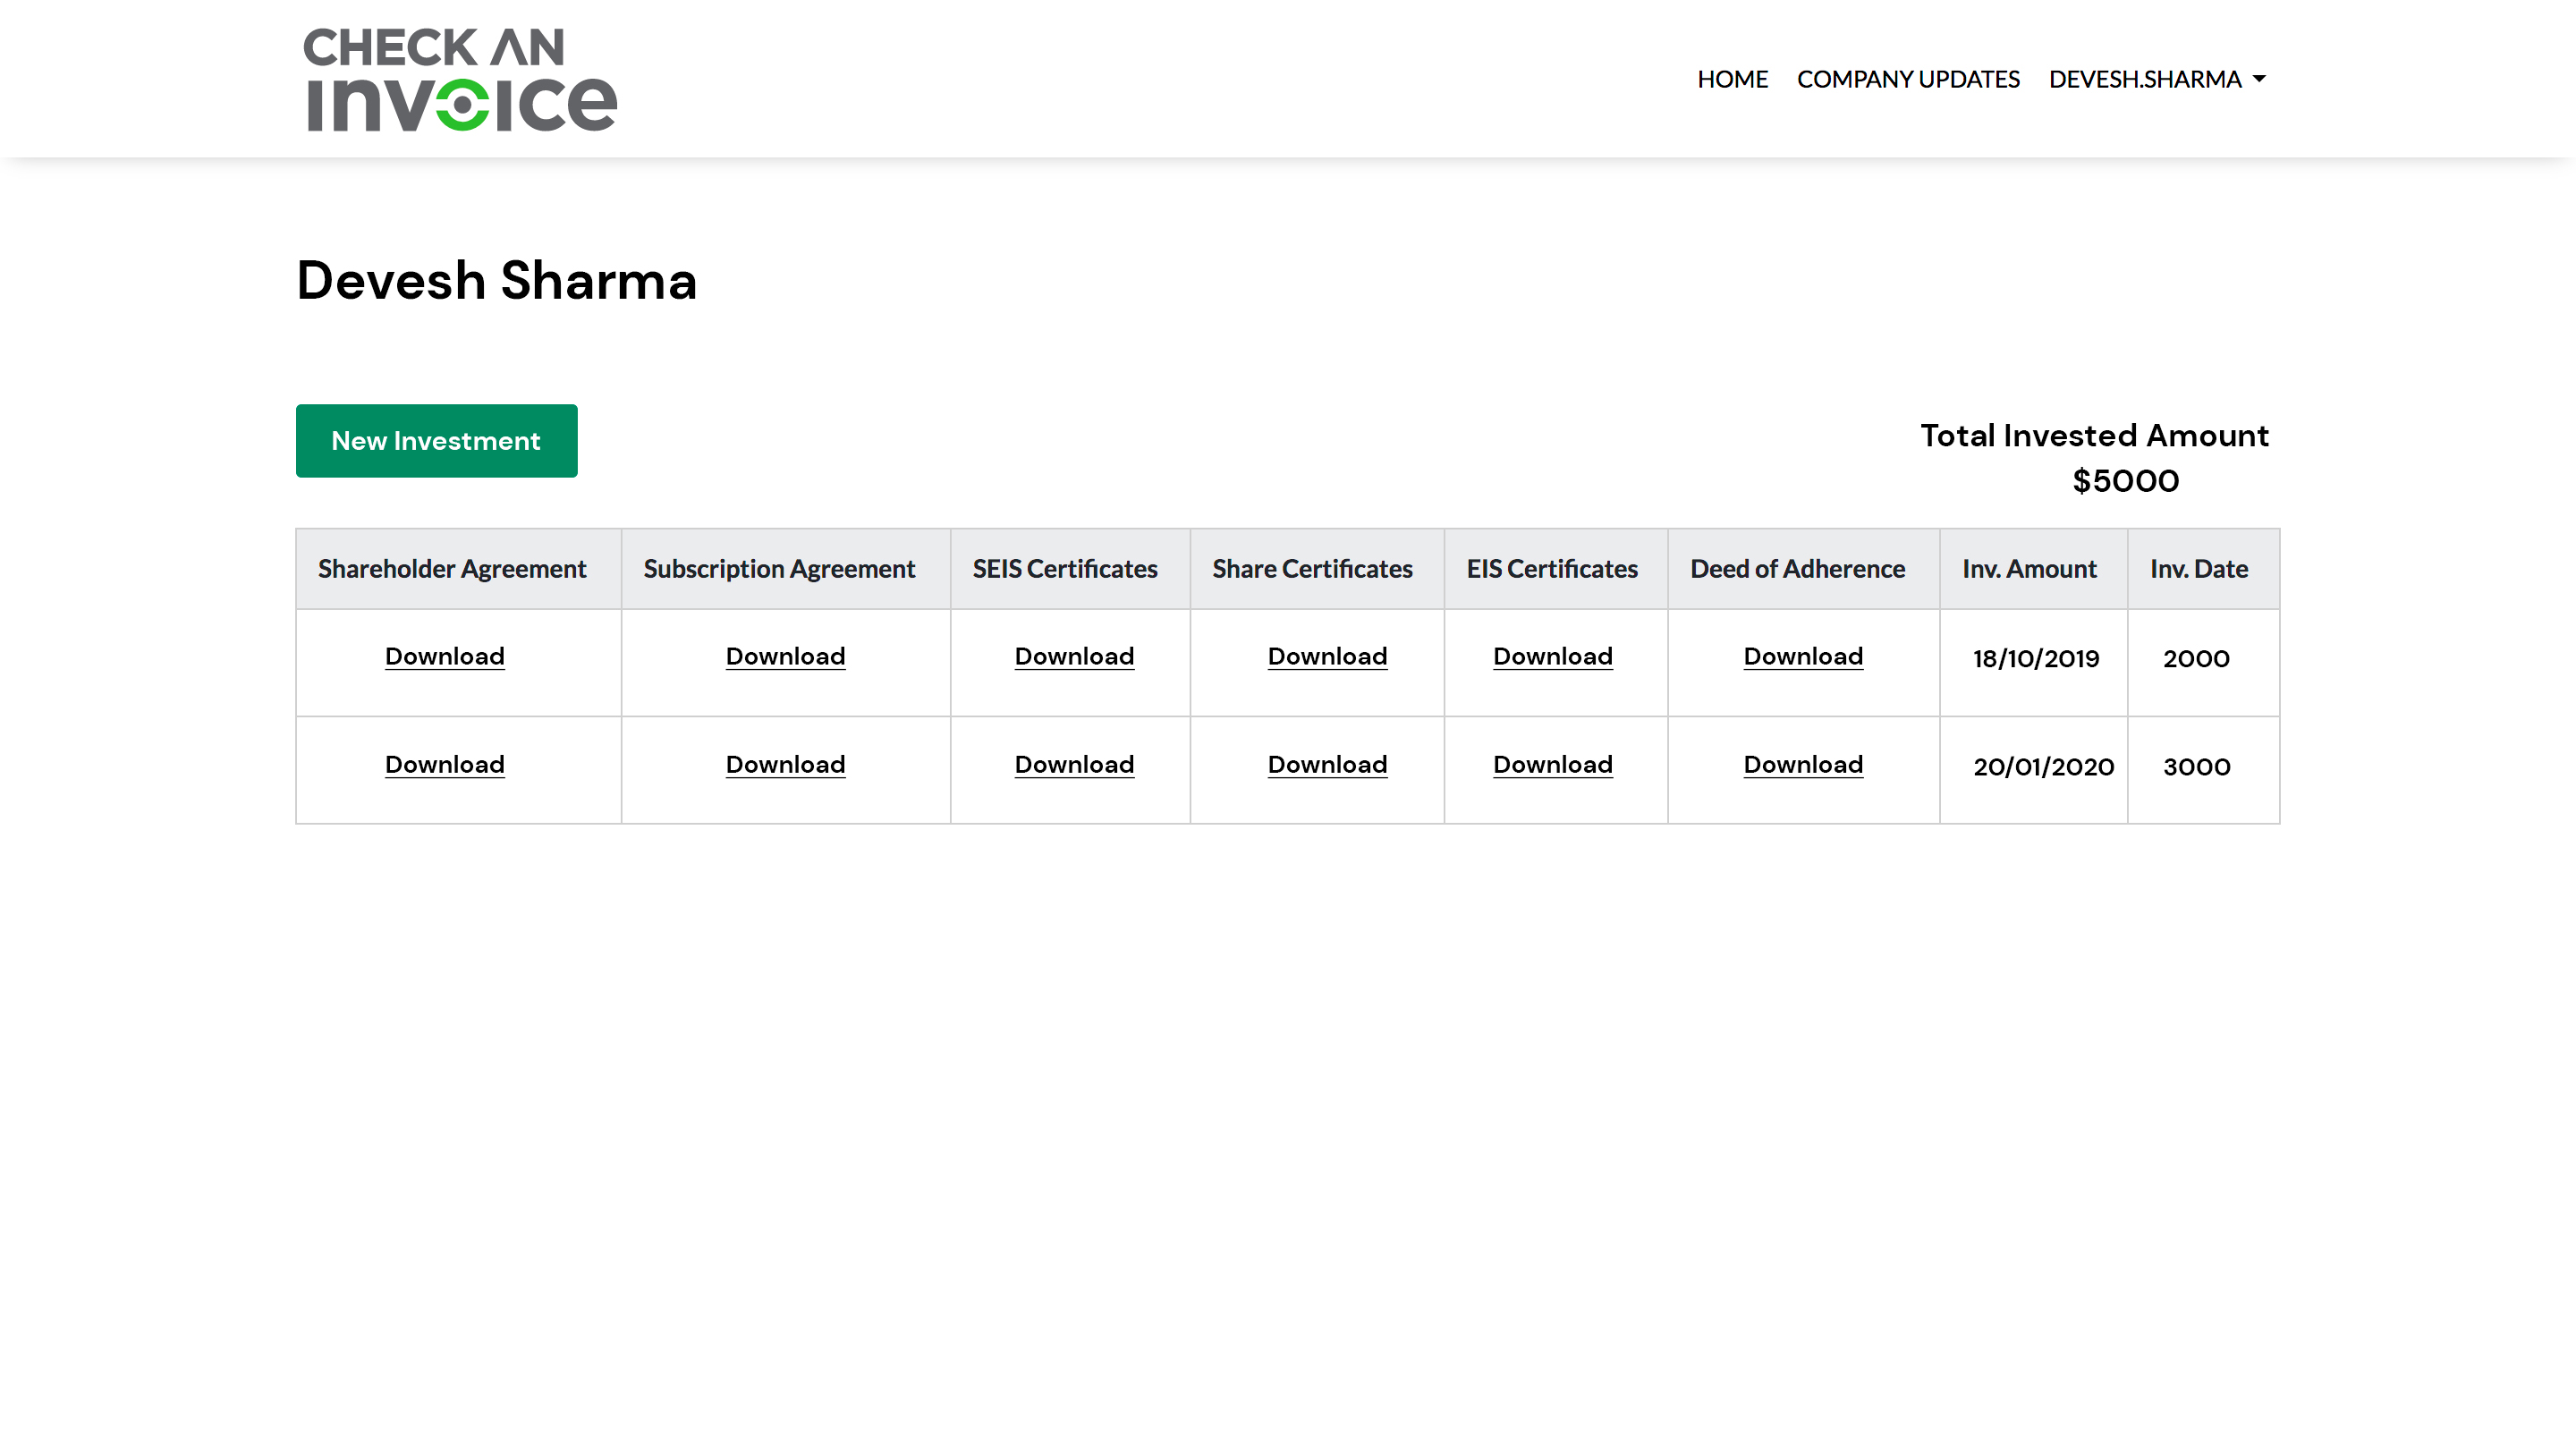 CHECK AN
invoice
HOME COMPANY UPDATES DEVESH.SHARMA
Devesh Sharma
New Investment
Total Invested Amount
$5000
Shareholder Agreement Subscription Agreement SEIS Certificates Share Certificates EIS Certificates Deed of Adherence Inv. Amount Inv. Date
Download Download Download Download Download Download 18/10/2019 2000
Download Download Download Download Download Download 20/01/2020 3000